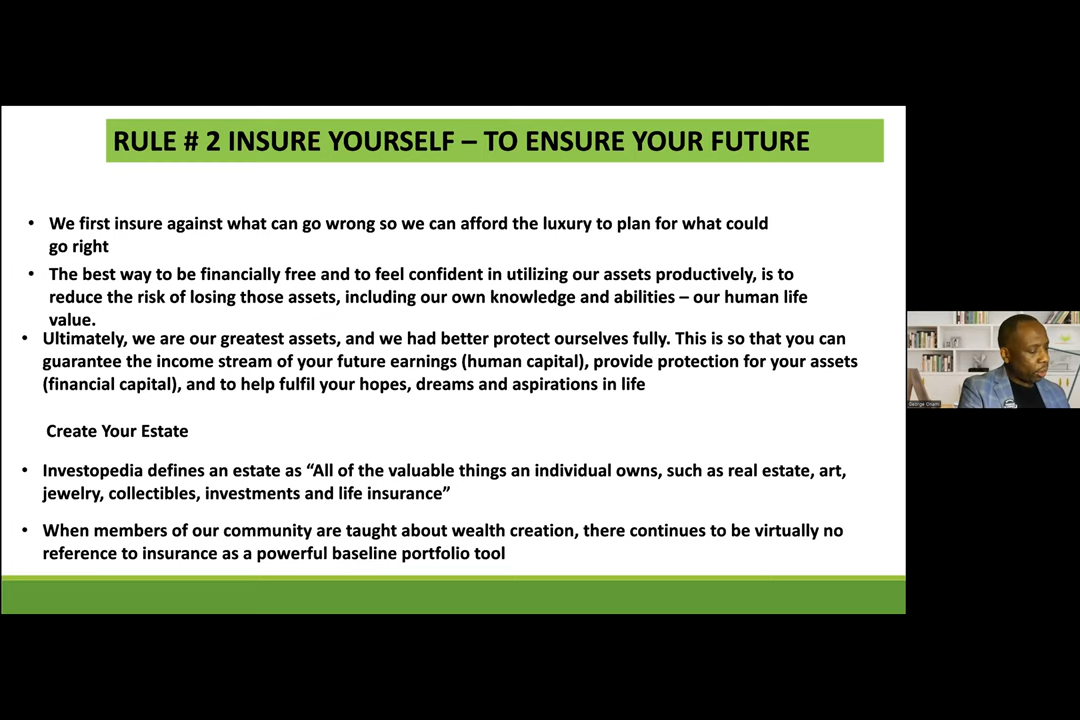 RULE # 2 INSURE YOURSELF – TO ENSURE YOUR FUTURE
• We first insure against what can go wrong so we can afford the luxury to plan for what could
go right
• The best way to be financially free and to feel confident in utilizing our assets productively, is to
reduce the risk of losing those assets, including our own knowledge and abilities – our human life
value.
• Ultimately, we are our greatest assets, and we had better protect ourselves fully. This is so that you can
guarantee the income stream of your future earnings (human capital), provide protection for your assets
(financial capital), and to help fulfil your hopes, dreams and aspirations in life
Create Your Estate
• Investopedia defines an estate as “All of the valuable things an individual owns, such as real estate, art,
jewelry, collectibles, investments and life insurance”
• When members of our community are taught about wealth creation, there continues to be virtually no
reference to insurance as a powerful baseline portfolio tool
George